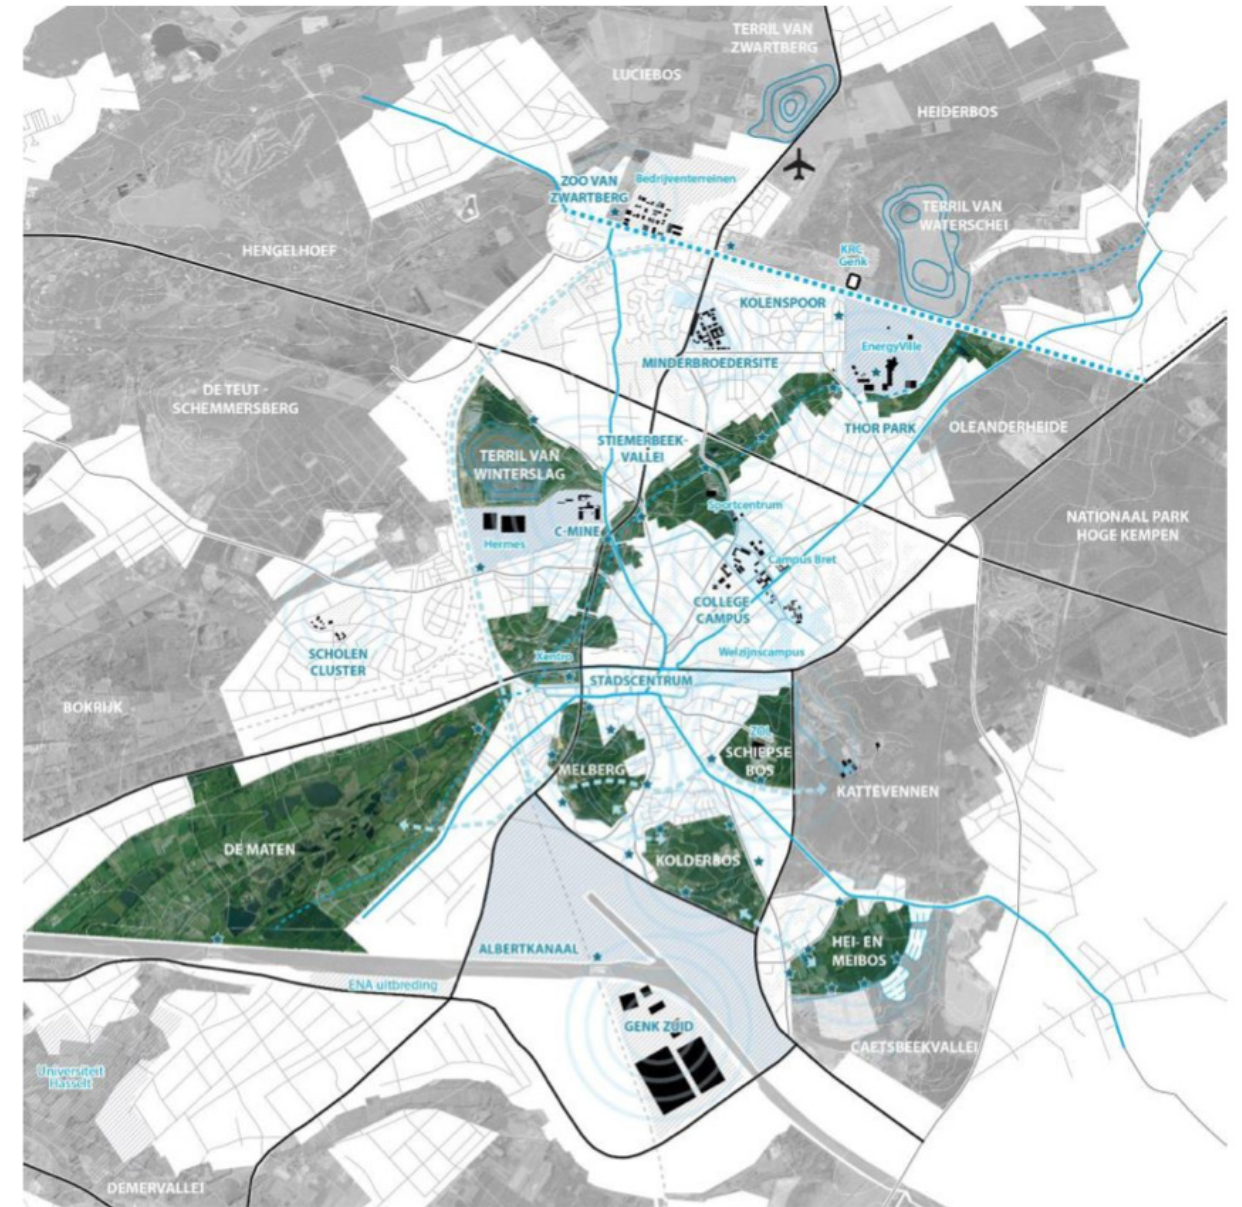 TERRIL VAN
ZWARTBERG
LUCIEBOS
HEIDERBOS
ZOO VAN
ZWARTBERG
Bedrijventerreinen
TERRIL VAN
WATERSCHEI
HENGELHOEF
KRC
Genk
KOLENSPOOR
EnergyVille
MINDERBROEDERSITE
DE TEUT -
SCHEMMERSBERG
THOR PARK
OLEANDERHEIDE
STIEMERBEEK-
VALLEI
TERRIL VAN
WINTERSLAG
Sportcentrum
NATIONAAL PARK
HOGE KEMPEN
C-MINE
Hermes
Campus Bret
COLLEGE
CAMPUS
SCHOLEN
CLUSTER
Xentro
Welzijnscampus
STADSCENTRUM
BOKRIJK
ZOL
SCHIEPSE
BOS
MELBERG
KATTEVENNEN
DE MATEN
KOLDERBOS
HEI- EN
MEIBOS
ALBERTKANAAL
ENA uitbreding
GENK ZUID
CAETSBEEKVALLEI
Universiteit
Hasselt
DEMERVALLEI